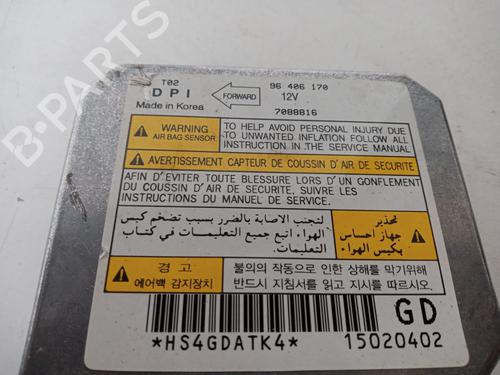 T02
DPI
FORWARD
96 406 170
12V
Made in Korea
7088816
WARNING
AIR BAG SENSOR
TO HELP AVOID PERSONAL INJURY DUE
TO UNWANTED INFLATION FOLLOW ALL
INSTRUCTION IN THE SERVICE MANUAL
AVERTISSEMENT CAPTEUR DE COUSSIN D'AIR DE SECURITE
AFIN D'EVITER TOUTE BLESSURE LORS D'UN GONFLEMENT
DU COUSSIN D'AIR DE SECURITE, SUIVRE LES
INSTRUCTIONS DU MANUEL DE SERVICE.
تحذير
جهاز احساس
بكيس الهواء
لتجنب الاصابة بالضرر بسبب تضخم كيس
الهواء اتبع جميع التعليمات في كتاب
التعليمات.
경 고
에어백 감지장치
불의의 작동으로 인한 상해를 막기위해
반드시 지침서를 읽고 지시를 따르시오.
GD
*HS4GDATK4*
15020402
B-PARTS